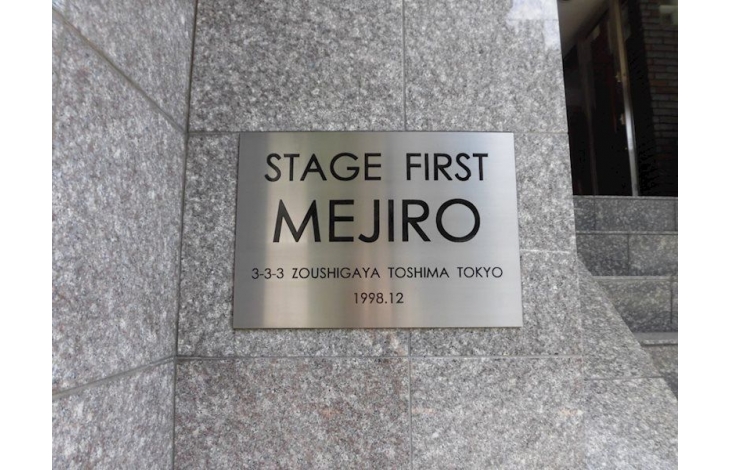 STAGE FIRST
MEJIRO
3-3-3 ZOUSHIGAYA TOSHIMA TOKYO
1998.12